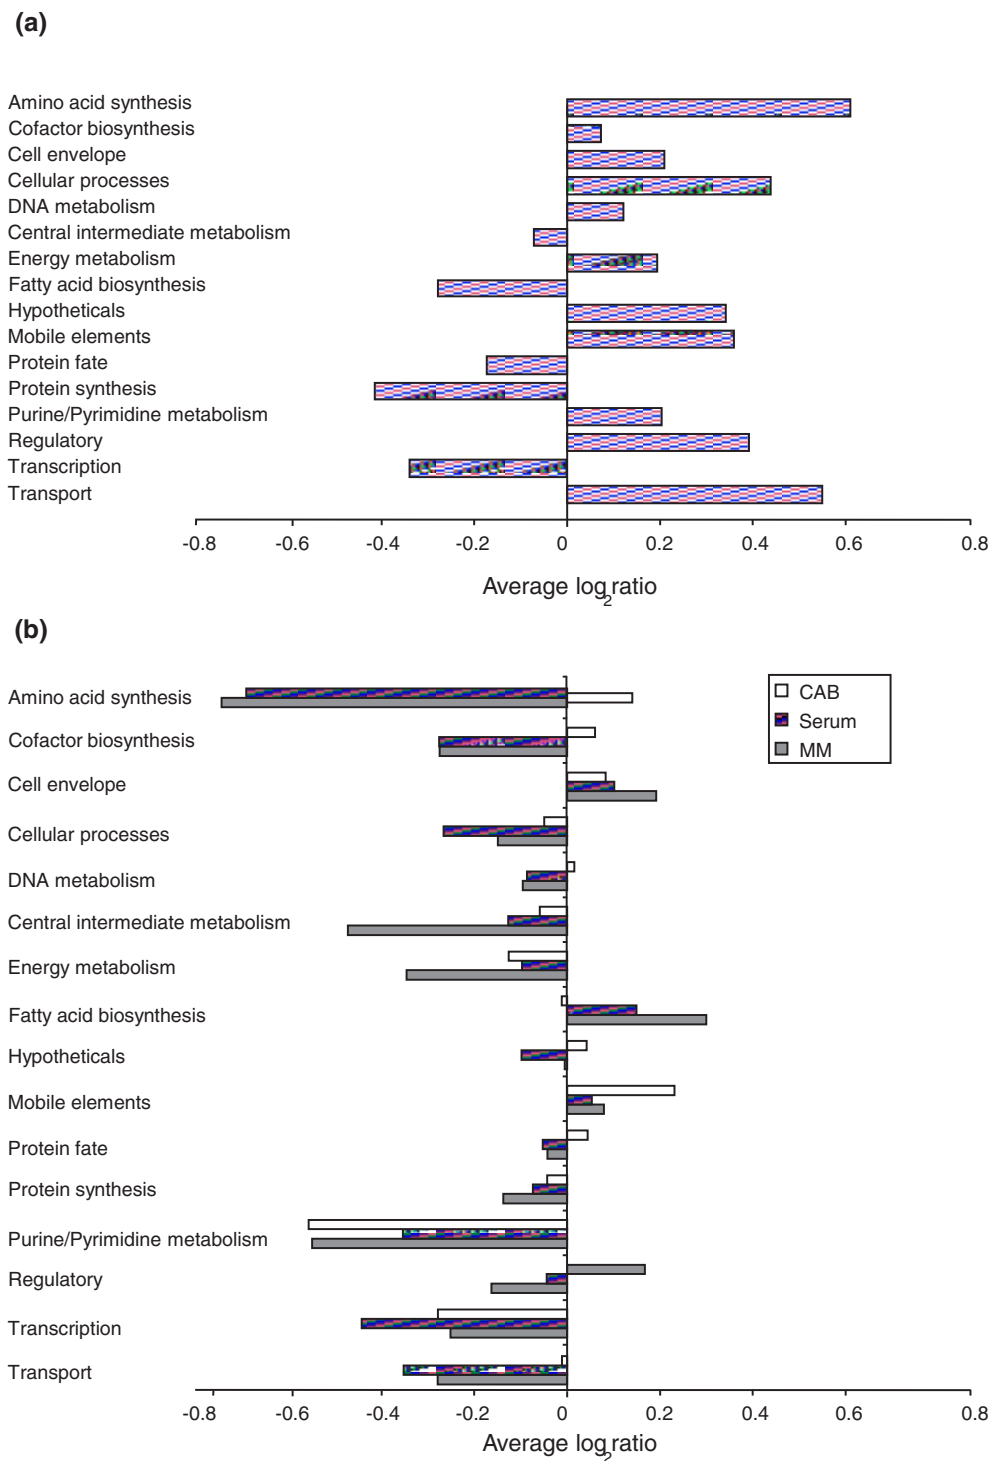 (a)
Amino acid synthesis
Cofactor biosynthesis
Cell envelope
Cellular processes
DNA metabolism
Central intermediate metabolism
Energy metabolism
Fatty acid biosynthesis
Hypotheticals
Mobile elements
Protein fate
Protein synthesis
Purine/Pyrimidine metabolism
Regulatory
Transcription
Transport
-0.8 -0.6 -0.4 -0.2 0 0.2 0.4 0.6 0.8
Average log2ratio
(b)
CAB
Serum
MM
Amino acid synthesis
Cofactor biosynthesis
Cell envelope
Cellular processes
DNA metabolism
Central intermediate metabolism
Energy metabolism
Fatty acid biosynthesis
Hypotheticals
Mobile elements
Protein fate
Protein synthesis
Purine/Pyrimidine metabolism
Regulatory
Transcription
Transport
-0.8 -0.6 -0.4 -0.2 0 0.2 0.4 0.6 0.8
Average log2ratio